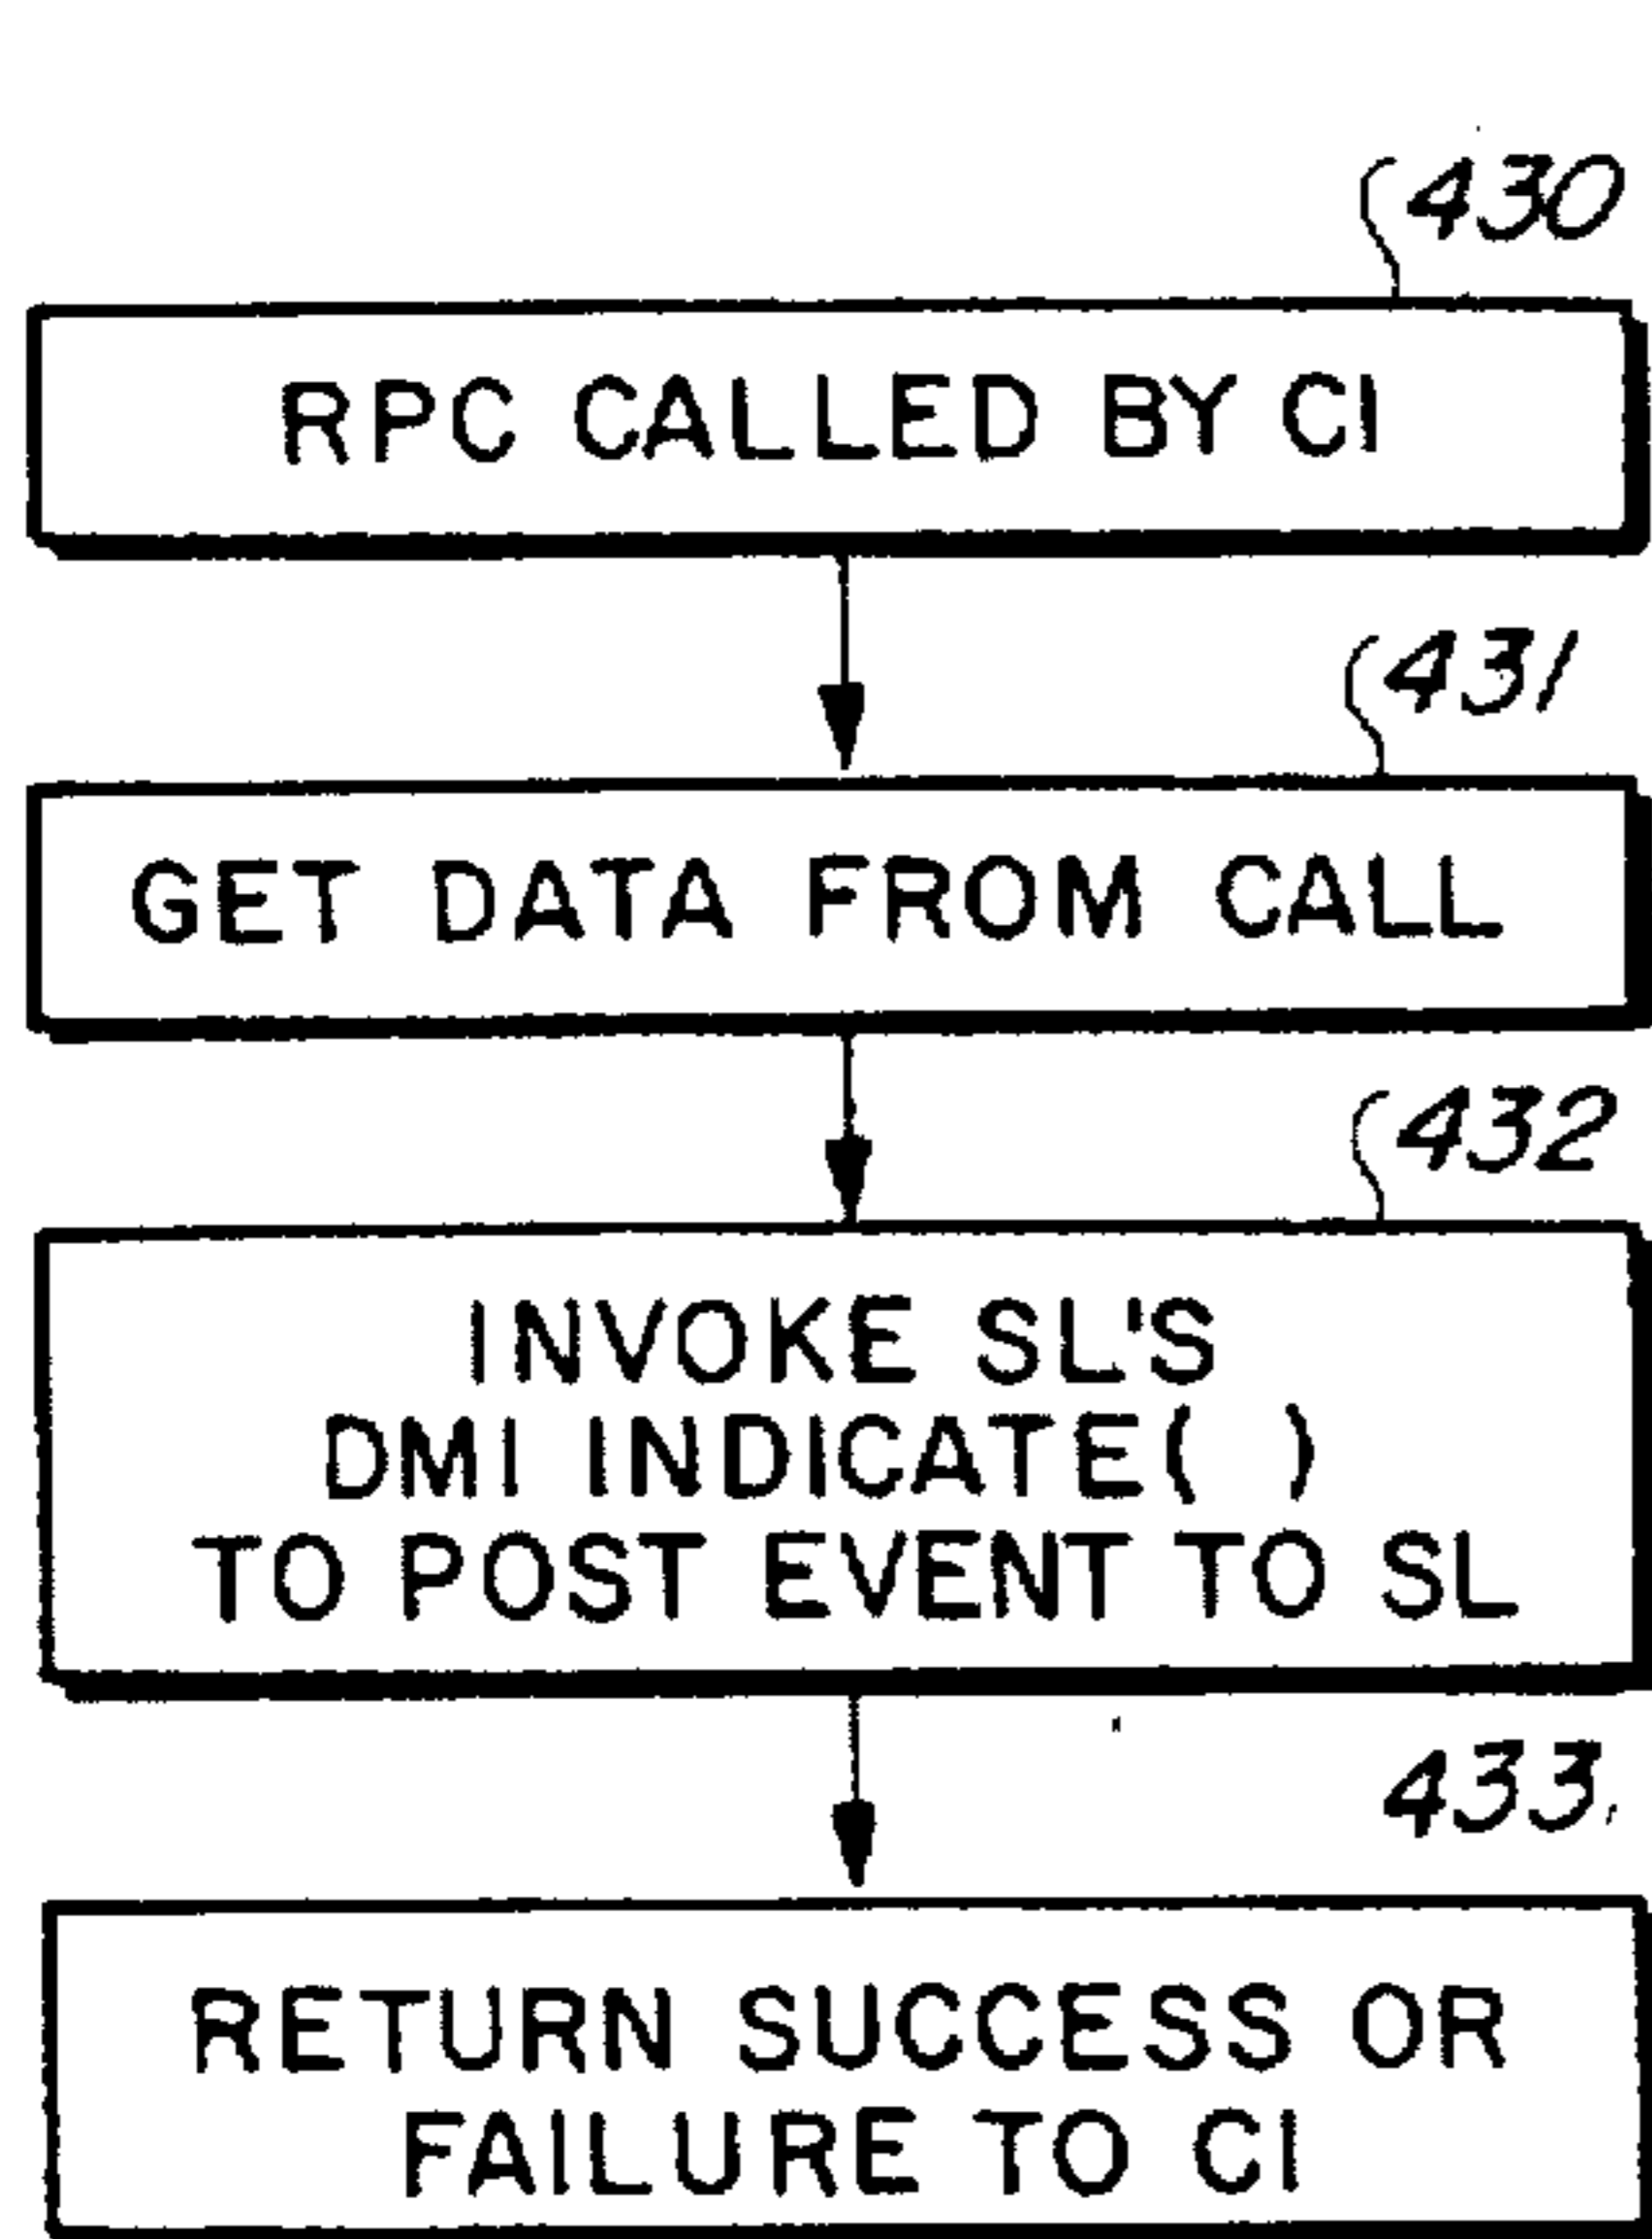 430
RPC CALLED BY CI
431
GET DATA FROM CALL
432
INVOKE SL'S
DMI INDICATE( )
TO POST EVENT TO SL
433
RETURN SUCCESS OR
FAILURE TO CI